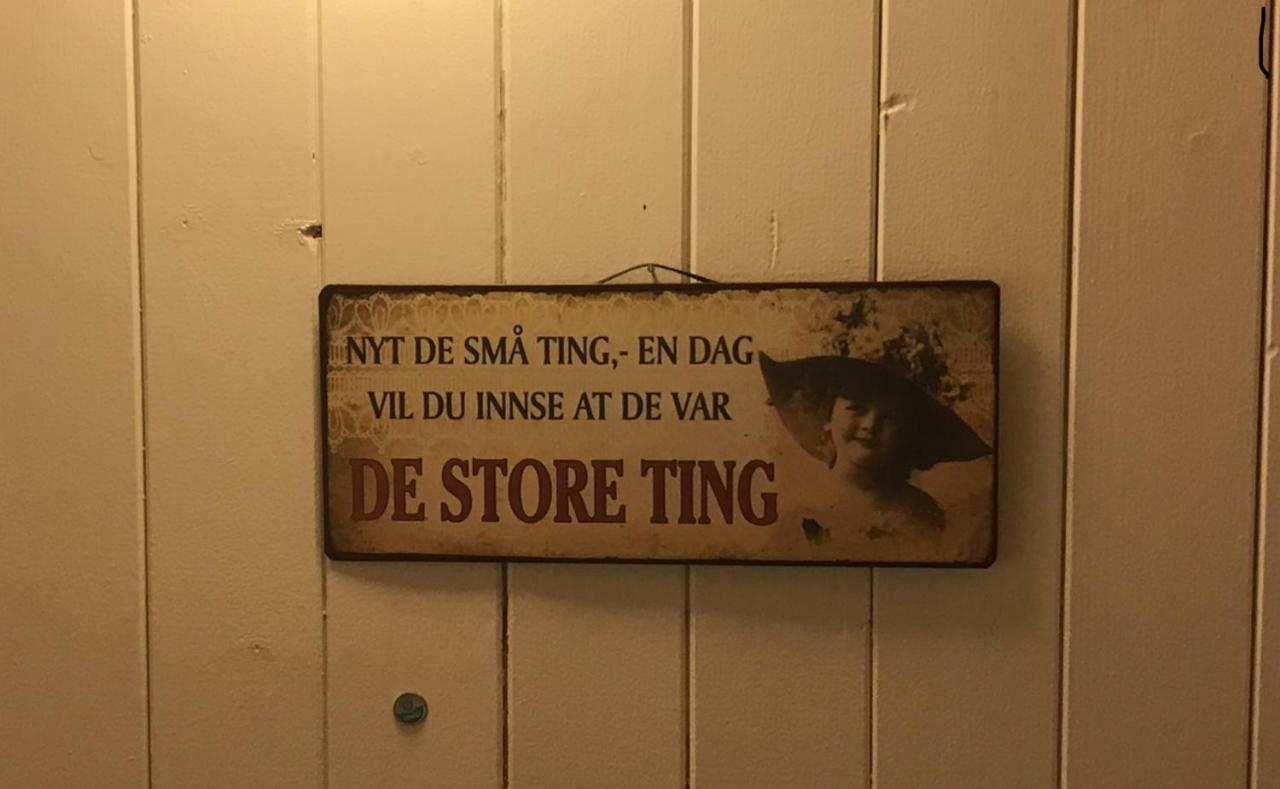 NYT DE SMÅ TING,- EN DAG
VIL DU INNSE AT DE VAR
DE STORE TING